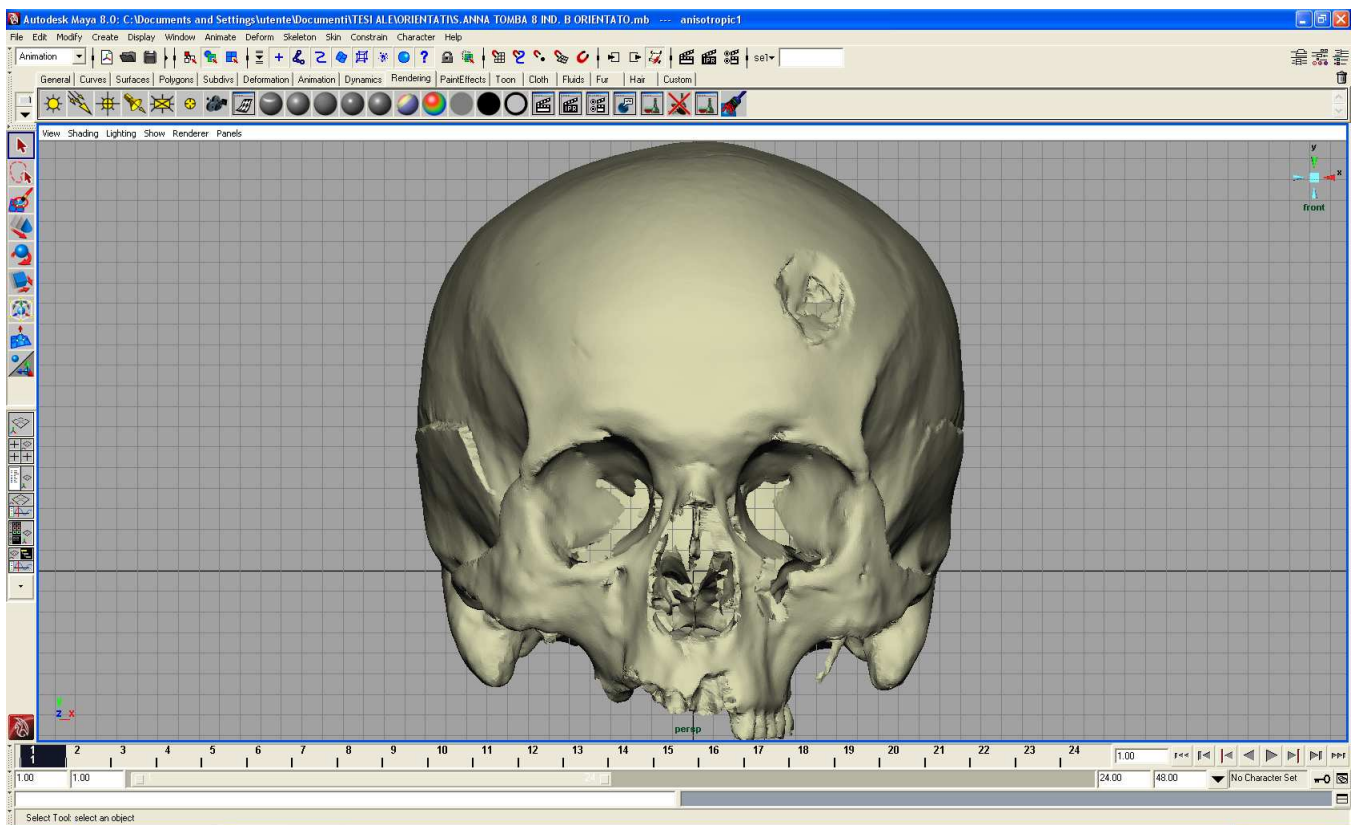 Autodesk Maya 8.0: C:\Documents and Settings\utente\Documenti\TESI ALE\ORIENTATI\S.ANNA TOMBA 8 IND. B ORIENTATO.mb --- anisotropic1
File Edit Modify Create Display Window Animate Deform Skeleton Skin Constrain Character Help
Animation sel
General Curves Surfaces Polygons Subdivs Deformation Animation Dynamics Rendering PaintEffects Toon Cloth Fluids Fur Hair Custom
IPR
View Shading Lighting Show Renderer Panels
y
x
front
z x
persp
1 2 3 4 5 6 7 8 9 10 11 12 13 14 15 16 17 18 19 20 21 22 23 24 1.00
1
1.00 1.00 1 24 24.00 48.00 No Character Set
Select Tool: select an object